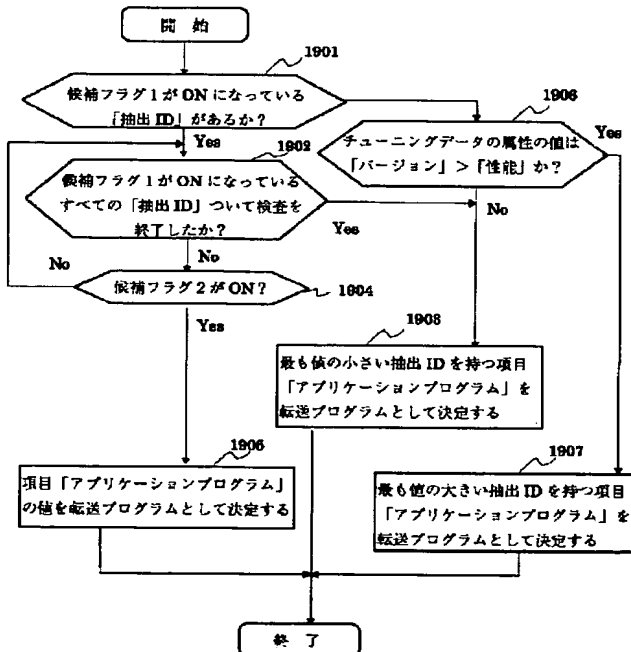 開 始
1901
候補フラグ1がONになっている
「抽出ID」があるか?
Yes
1906
チューニングデータの属性の値は
「バージョン」>「性能」か?
Yes
No
1902
候補フラグ1がONになっている
すべての「抽出ID」ついて検査を
終了したか?
Yes
No
No
候補フラグ2がON?
1904
Yes
1903
最も値の小さい抽出IDを持つ項目
「アプリケーションプログラム」を
転送プログラムとして決定する
1905
項目「アプリケーションプログラム」
の値を転送プログラムとして決定する
1907
最も値の大きい抽出IDを持つ項目
「アプリケーションプログラム」を
転送プログラムとして決定する
終 了